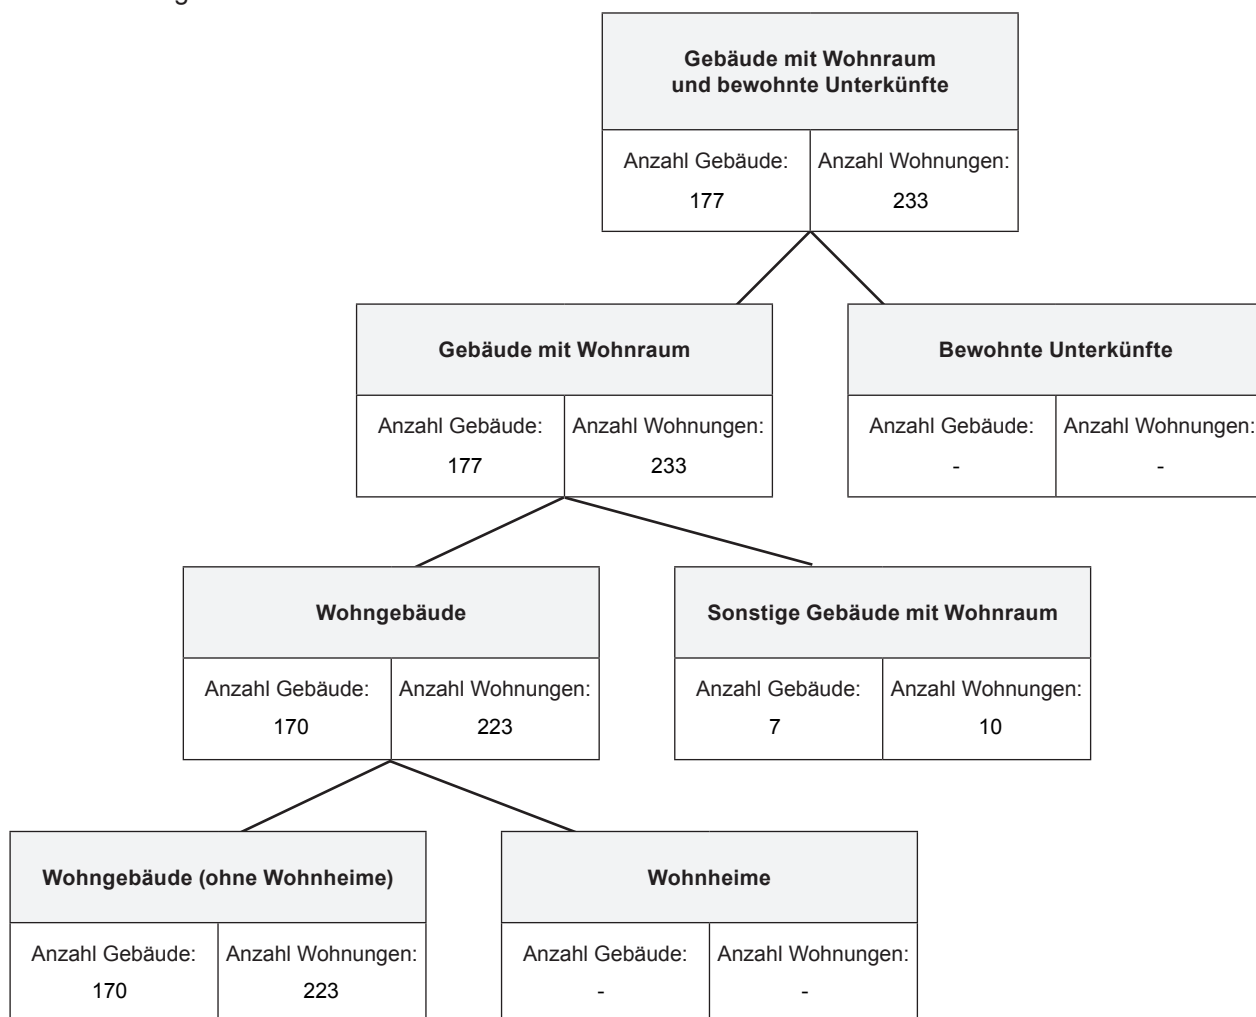 Gebäude mit Wohnraum
und bewohnte Unterkünfte
Anzahl Gebäude: Anzahl Wohnungen:
177 233
Gebäude mit Wohnraum Bewohnte Unterkünfte
Anzahl Gebäude: Anzahl Wohnungen: Anzahl Gebäude: Anzahl Wohnungen:
177 233 - -
Wohngebäude Sonstige Gebäude mit Wohnraum
Anzahl Gebäude: Anzahl Wohnungen: Anzahl Gebäude: Anzahl Wohnungen:
170 223 7 10
Wohngebäude (ohne Wohnheime) Wohnheime
Anzahl Gebäude: Anzahl Wohnungen: Anzahl Gebäude: Anzahl Wohnungen:
170 223 - -